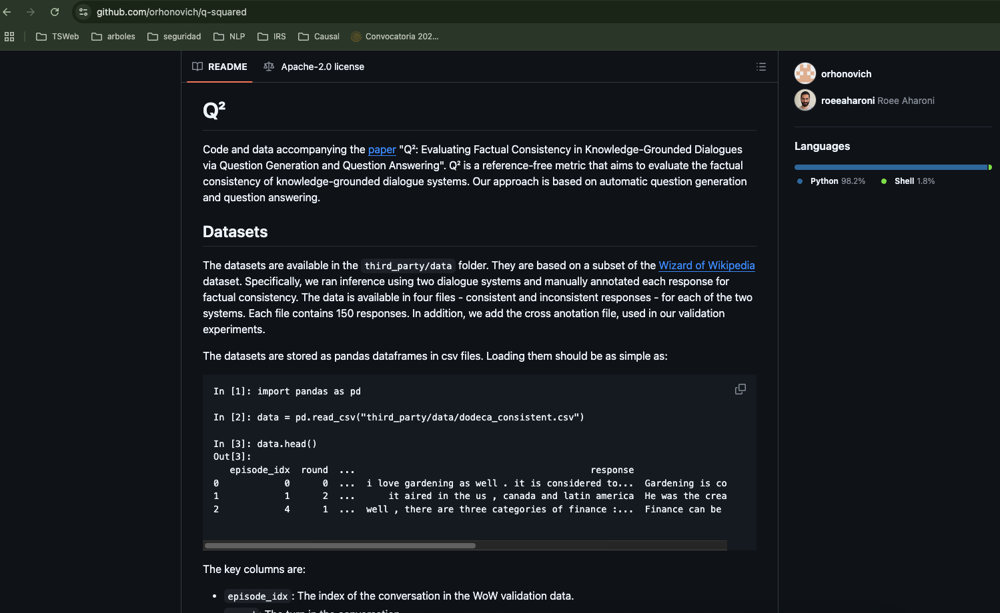 github.com/orhonovich/q-squared
TSWeb arboles seguridad NLP IRS Causal Convocatoria 202...
README Apache-2.0 license
Q²
Code and data accompanying the paper "Q²: Evaluating Factual Consistency in Knowledge-Grounded Dialogues
via Question Generation and Question Answering". Q² is a reference-free metric that aims to evaluate the factual
consistency of knowledge-grounded dialogue systems. Our approach is based on automatic question generation
and question answering.
Datasets
The datasets are available in the third_party/data folder. They are based on a subset of the Wizard of Wikipedia
dataset. Specifically, we ran inference using two dialogue systems and manually annotated each response for
factual consistency. The data is available in four files - consistent and inconsistent responses - for each of the two
systems. Each file contains 150 responses. In addition, we add the cross anotation file, used in our validation
experiments.
The datasets are stored as pandas dataframes in csv files. Loading them should be as simple as:
In [1]: import pandas as pd
In [2]: data = pd.read_csv("third_party/data/dodeca_consistent.csv")
In [3]: data.head()
Out[3]:
episode_idx round ... response
0 0 0 ... i love gardening as well . it is considered to... Gardening is co
1 1 2 ... it aired in the us , canada and latin america He was the crea
2 4 1 ... well , there are three categories of finance :... Finance can be
The key columns are:
• episode_idx : The index of the conversation in the WoW validation data.
: The turn in the conversation
orhonovich
roeeaharoni Roee Aharoni
Languages
Python 98.2% Shell 1.8%